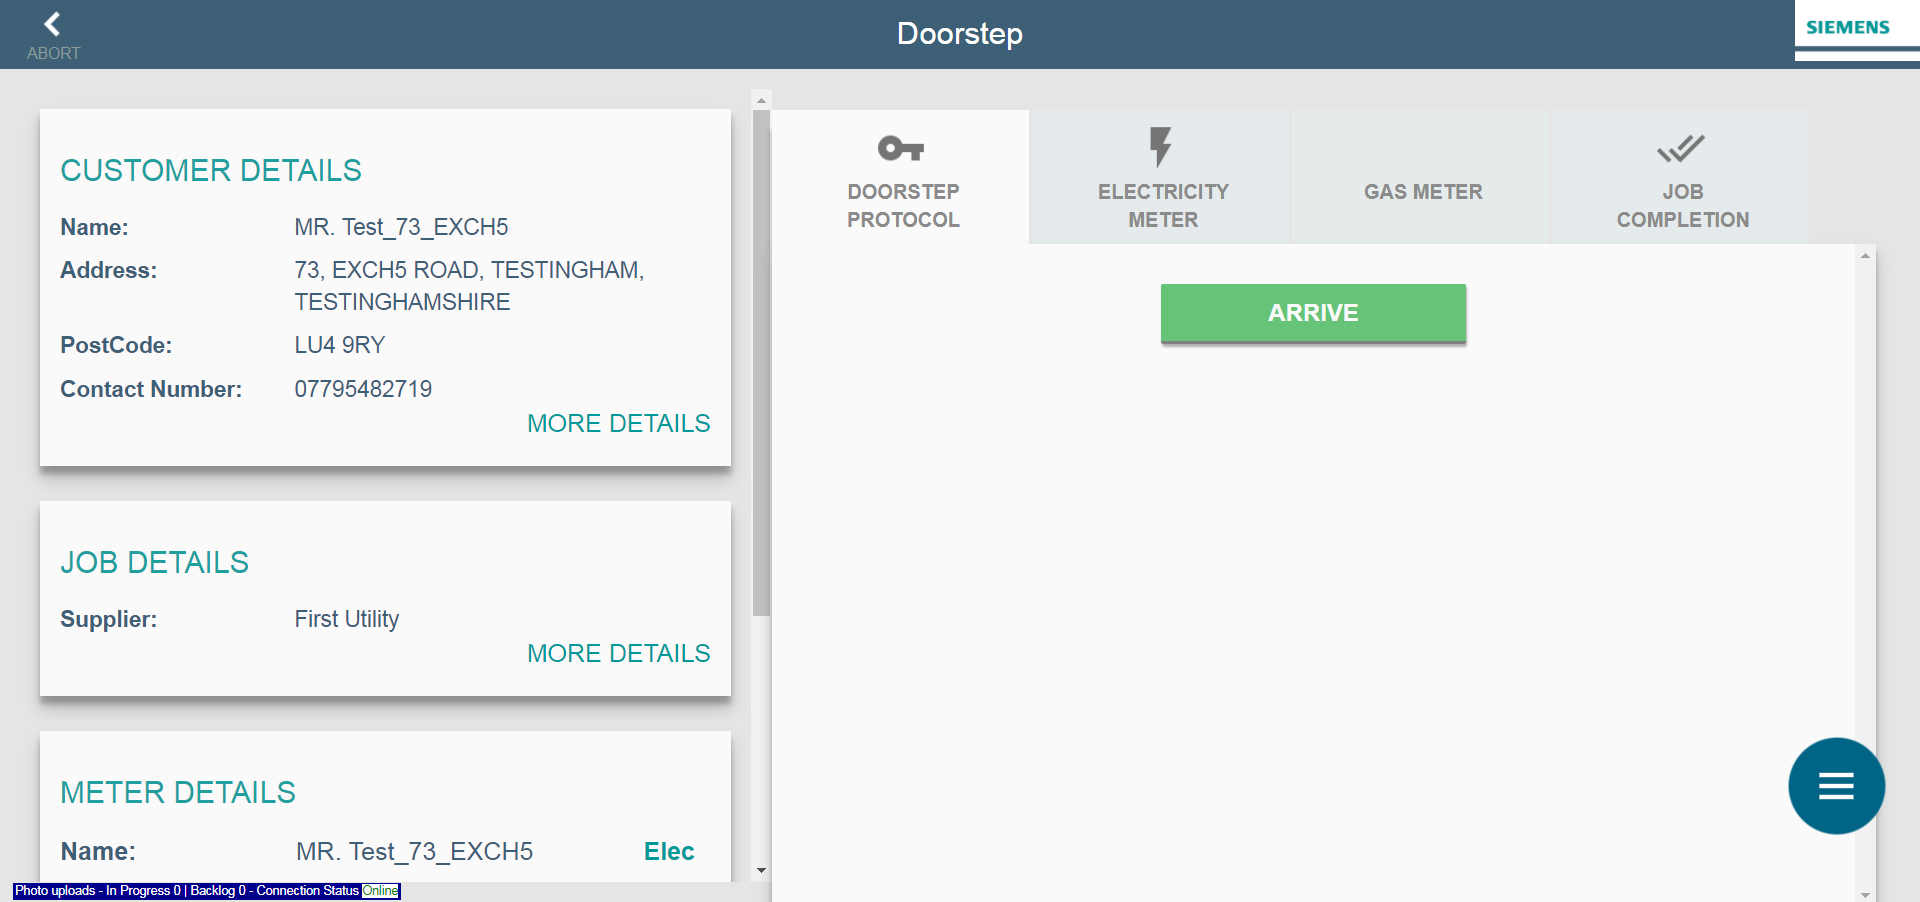 ABORT
Doorstep
SIEMENS
CUSTOMER DETAILS
Name: MR. Test_73_EXCH5
Address: 73, EXCH5 ROAD, TESTINGHAM,
TESTINGHAMSHIRE
PostCode: LU4 9RY
Contact Number: 07795482719
MORE DETAILS
JOB DETAILS
Supplier: First Utility
MORE DETAILS
METER DETAILS
Name: MR. Test_73_EXCH5 Elec
Photo uploads - In Progress 0 | Backlog 0 - Connection Status Online
DOORSTEP
PROTOCOL
ELECTRICITY
METER
GAS METER
JOB
COMPLETION
ARRIVE